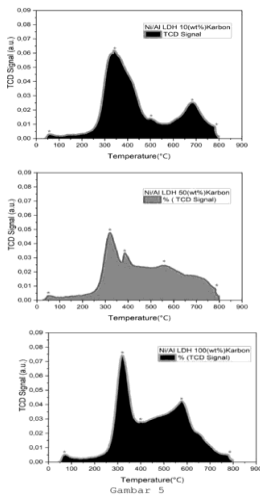 0,09
0,08
0,07
0,06
0,05
0,04
0,03
0,02
0,01
0,00
TCD Signal (a.u.)
Ni/Al LDH 10(wt%)Karbon
TCD Signal
0 100 200 300 400 500 600 700 800 900
Temperature(°C)
0,09
0,08
0,07
0,06
0,05
0,04
0,03
0,02
0,01
0,00
TCD Signal (a.u.)
Ni/Al LDH 50(wt%)Karbon
% ( TCD Signal)
0 100 200 300 400 500 600 700 800 900
Temperature(°C)
0,09
0,08
0,07
0,06
0,05
0,04
0,03
0,02
0,01
0,00
TCD Signal (a.u.)
Ni/Al LDH 100(wt%)Karbon
% ( TCD Signal)
0 100 200 300 400 500 600 700 800 900
Temperature(°C)
Gambar 5